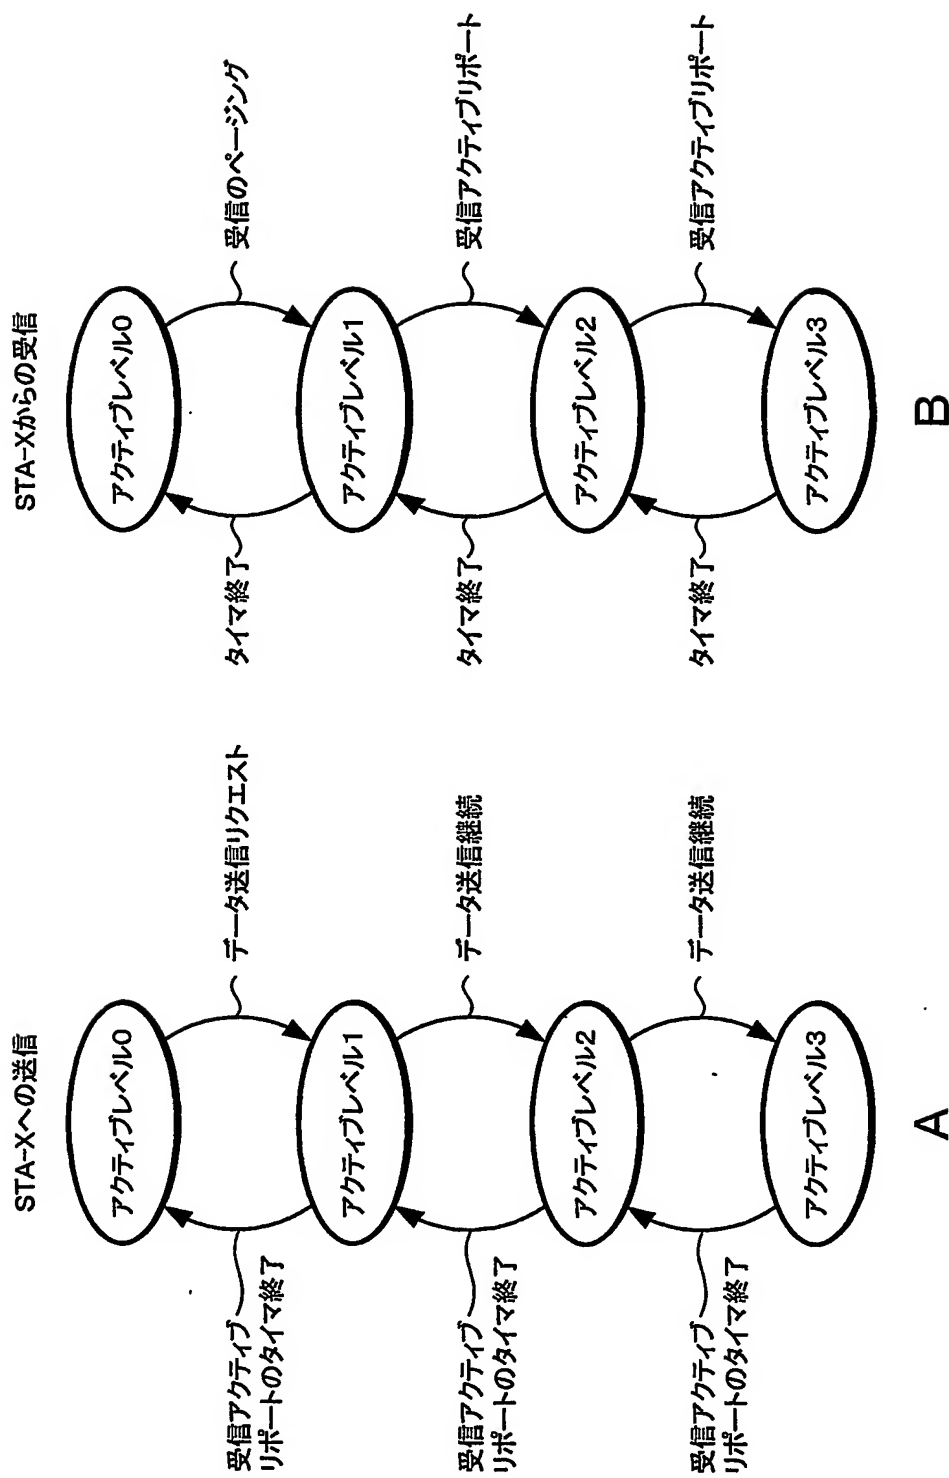 STA-Xへの送信
アクティブレベル0
データ送信リクエスト
受信アクティブ
リポートのタイマ終了
アクティブレベル1
データ送信継続
受信アクティブ
リポートのタイマ終了
アクティブレベル2
データ送信継続
受信アクティブ
リポートのタイマ終了
アクティブレベル3
A
STA-Xからの受信
アクティブレベル0
受信のページング
タイマ終了
アクティブレベル1
受信アクティブリポート
タイマ終了
アクティブレベル2
受信アクティブリポート
タイマ終了
アクティブレベル3
B